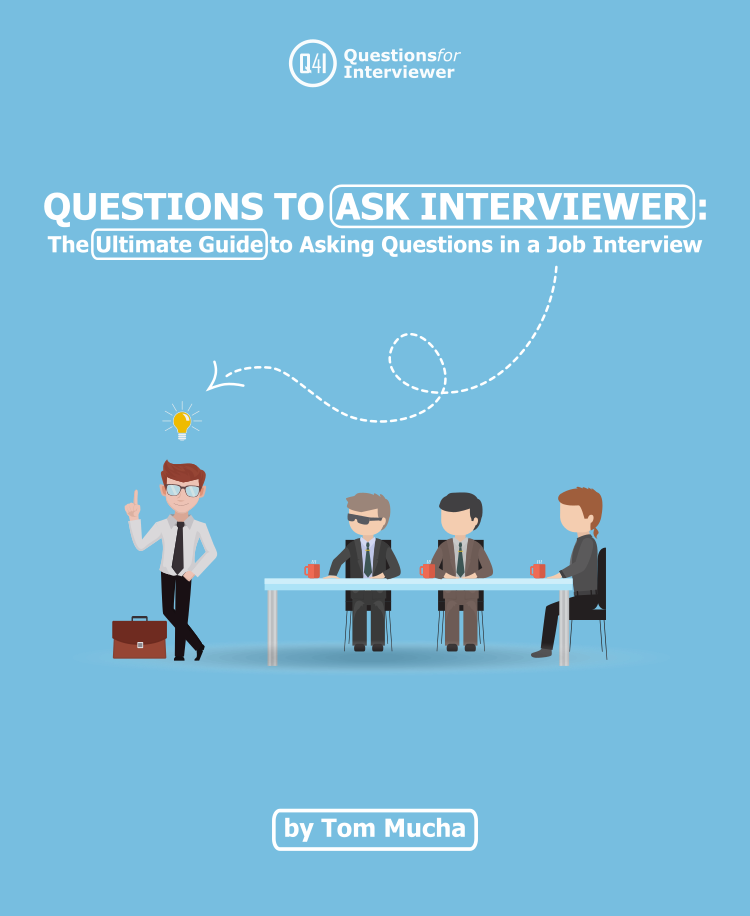 Q4I
Questionsfor
Interviewer
QUESTIONS TO ASK INTERVIEWER:
The Ultimate Guide to Asking Questions in a Job Interview
by Tom Mucha